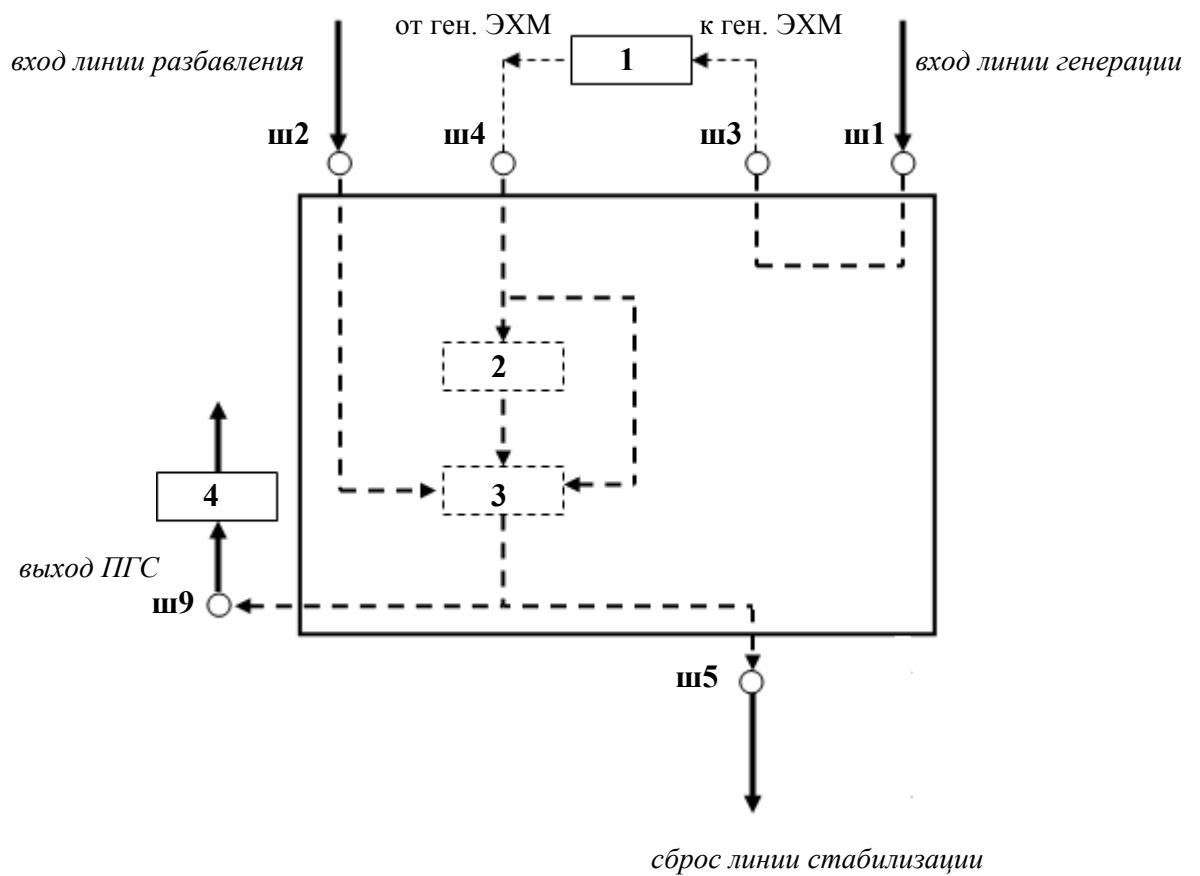 от ген. ЭХМ
к ген. ЭХМ
вход линии разбавления
1
вход линии генерации
ш2
ш4
ш3
ш1
2
3
4
выход ПГС
ш9
ш5
сброс линии стабилизации